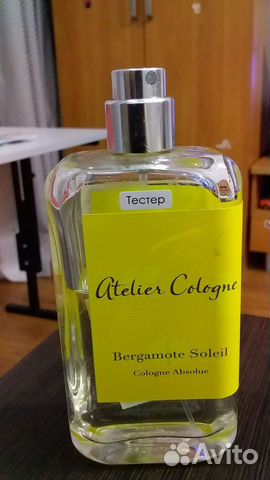 Тестер
Atelier Cologne
Bergamote Soleil
Cologne Absolue
Avito